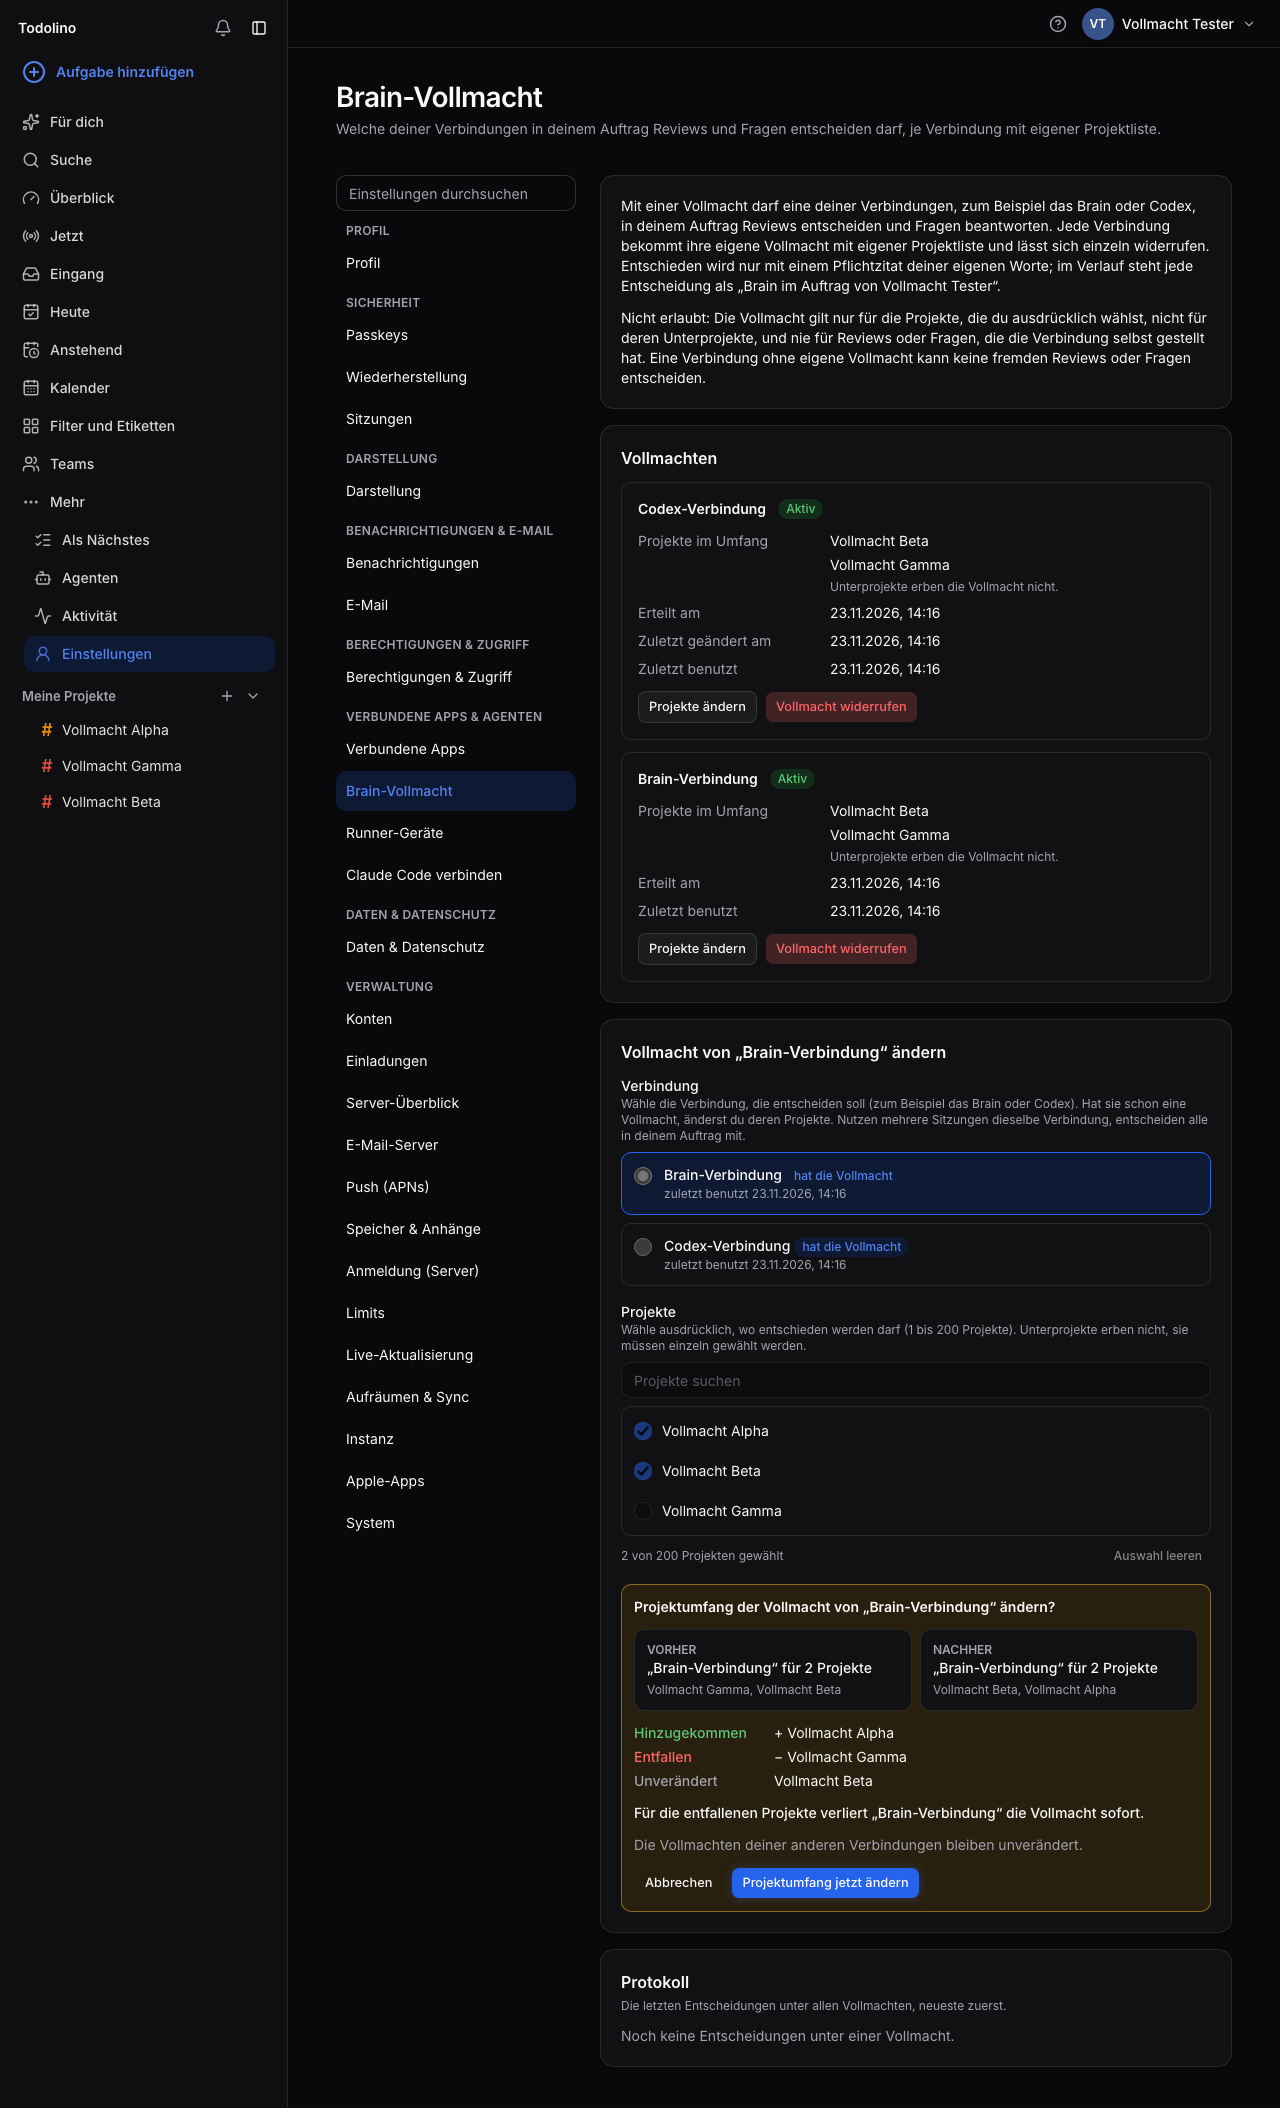 Todolino
Aufgabe hinzufügen
Für dich
Suche
Überblick
Jetzt
Eingang
Heute
Anstehend
Kalender
Filter und Etiketten
Teams
Mehr
Als Nächstes
Agenten
Aktivität
Einstellungen
Meine Projekte
# Vollmacht Alpha
# Vollmacht Gamma
# Vollmacht Beta
VT Vollmacht Tester
Brain-Vollmacht
Welche deiner Verbindungen in deinem Auftrag Reviews und Fragen entscheiden darf, je Verbindung mit eigener Projektliste.
Einstellungen durchsuchen
PROFIL
Profil
SICHERHEIT
Passkeys
Wiederherstellung
Sitzungen
DARSTELLUNG
Darstellung
BENACHRICHTIGUNGEN & E-MAIL
Benachrichtigungen
E-Mail
BERECHTIGUNGEN & ZUGRIFF
Berechtigungen & Zugriff
VERBUNDENE APPS & AGENTEN
Verbundene Apps
Brain-Vollmacht
Runner-Geräte
Claude Code verbinden
DATEN & DATENSCHUTZ
Daten & Datenschutz
VERWALTUNG
Konten
Einladungen
Server-Überblick
E-Mail-Server
Push (APNs)
Speicher & Anhänge
Anmeldung (Server)
Limits
Live-Aktualisierung
Aufräumen & Sync
Instanz
Apple-Apps
System
Mit einer Vollmacht darf eine deiner Verbindungen, zum Beispiel das Brain oder Codex,
in deinem Auftrag Reviews entscheiden und Fragen beantworten. Jede Verbindung
bekommt ihre eigene Vollmacht mit eigener Projektliste und lässt sich einzeln widerrufen.
Entschieden wird nur mit einem Pflichtzitat deiner eigenen Worte; im Verlauf steht jede
Entscheidung als „Brain im Auftrag von Vollmacht Tester“.
Nicht erlaubt: Die Vollmacht gilt nur für die Projekte, die du ausdrücklich wählst, nicht für
deren Unterprojekte, und nie für Reviews oder Fragen, die die Verbindung selbst gestellt
hat. Eine Verbindung ohne eigene Vollmacht kann keine fremden Reviews oder Fragen
entscheiden.
Vollmachten
Codex-Verbindung Aktiv
Projekte im Umfang Vollmacht Beta
Vollmacht Gamma
Unterprojekte erben die Vollmacht nicht.
Erteilt am 23.11.2026, 14:16
Zuletzt geändert am 23.11.2026, 14:16
Zuletzt benutzt 23.11.2026, 14:16
Projekte ändern Vollmacht widerrufen
Brain-Verbindung Aktiv
Projekte im Umfang Vollmacht Beta
Vollmacht Gamma
Unterprojekte erben die Vollmacht nicht.
Erteilt am 23.11.2026, 14:16
Zuletzt benutzt 23.11.2026, 14:16
Projekte ändern Vollmacht widerrufen
Vollmacht von „Brain-Verbindung“ ändern
Verbindung
Wähle die Verbindung, die entscheiden soll (zum Beispiel das Brain oder Codex). Hat sie schon eine
Vollmacht, änderst du deren Projekte. Nutzen mehrere Sitzungen dieselbe Verbindung, entscheiden alle
in deinem Auftrag mit.
Brain-Verbindung hat die Vollmacht
zuletzt benutzt 23.11.2026, 14:16
Codex-Verbindung hat die Vollmacht
zuletzt benutzt 23.11.2026, 14:16
Projekte
Wähle ausdrücklich, wo entschieden werden darf (1 bis 200 Projekte). Unterprojekte erben nicht, sie
müssen einzeln gewählt werden.
Projekte suchen
Vollmacht Alpha
Vollmacht Beta
Vollmacht Gamma
2 von 200 Projekten gewählt Auswahl leeren
Projektumfang der Vollmacht von „Brain-Verbindung“ ändern?
VORHER
„Brain-Verbindung“ für 2 Projekte
Vollmacht Gamma, Vollmacht Beta
NACHHER
„Brain-Verbindung“ für 2 Projekte
Vollmacht Beta, Vollmacht Alpha
Hinzugekommen + Vollmacht Alpha
Entfallen − Vollmacht Gamma
Unverändert Vollmacht Beta
Für die entfallenen Projekte verliert „Brain-Verbindung“ die Vollmacht sofort.
Die Vollmachten deiner anderen Verbindungen bleiben unverändert.
Abbrechen Projektumfang jetzt ändern
Protokoll
Die letzten Entscheidungen unter allen Vollmachten, neueste zuerst.
Noch keine Entscheidungen unter einer Vollmacht.